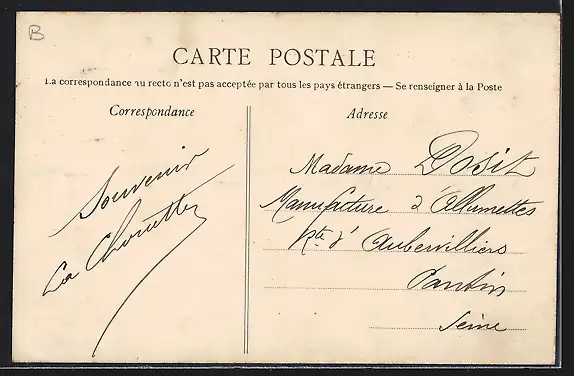 B
CARTE POSTALE
La correspondance au recto n'est pas acceptée par tous les pays étrangers — Se renseigner à la Poste
Correspondance
Adresse
Souvenir
La
Madame Dosit
Manufacture d'Allumettes
Rte d'Aubervilliers
Pantin
Seine